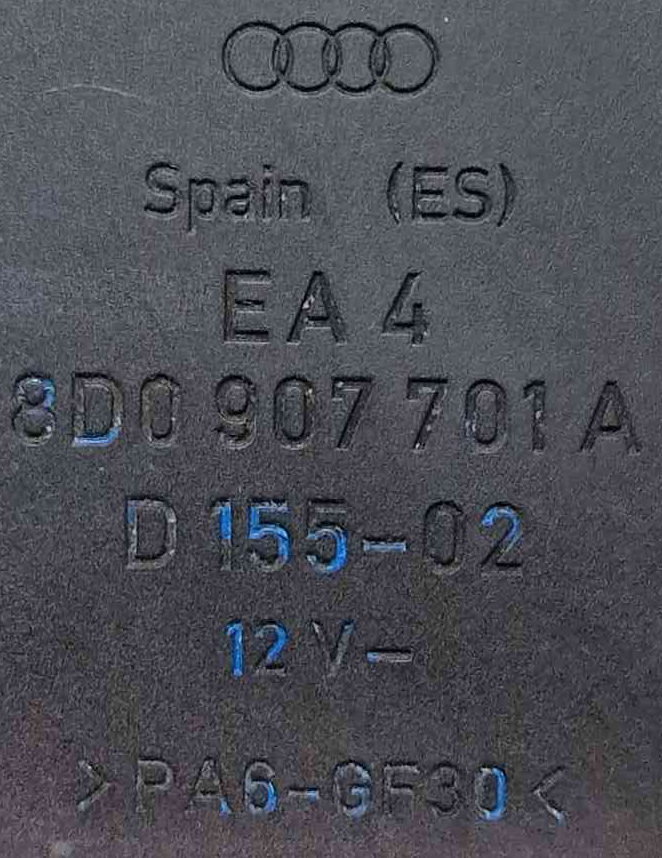 Spain (ES)
EA 4
8D0 907 701 A
D 155-02
12 V-
>PA6-GF30<